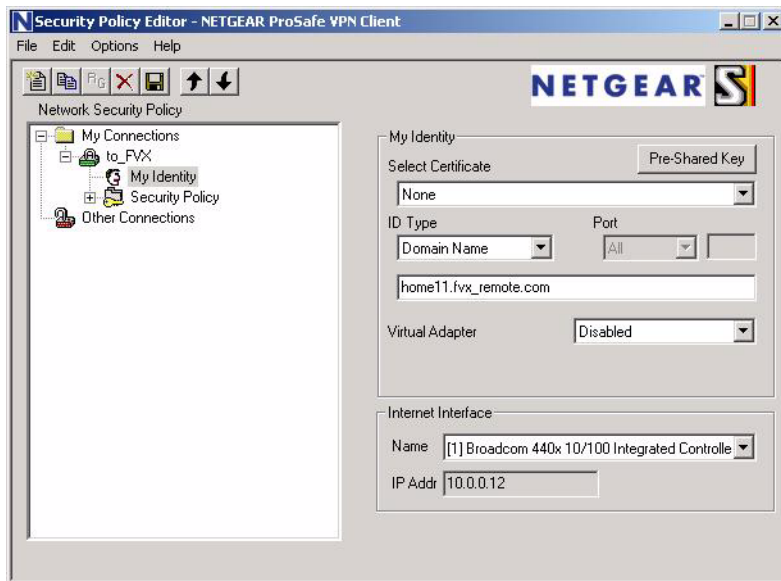 Security Policy Editor - NETGEAR ProSafe VPN Client
File Edit Options Help
NETGEAR
Network Security Policy
My Connections
to_FVX
My Identity
Security Policy
Other Connections
My Identity
Select Certificate
Pre-Shared Key
None
ID Type
Port
Domain Name
All
home11.fvx_remote.com
Virtual Adapter
Disabled
Internet Interface
Name
[1] Broadcom 440x 10/100 Integrated Controlle
IP Addr
10.0.0.12